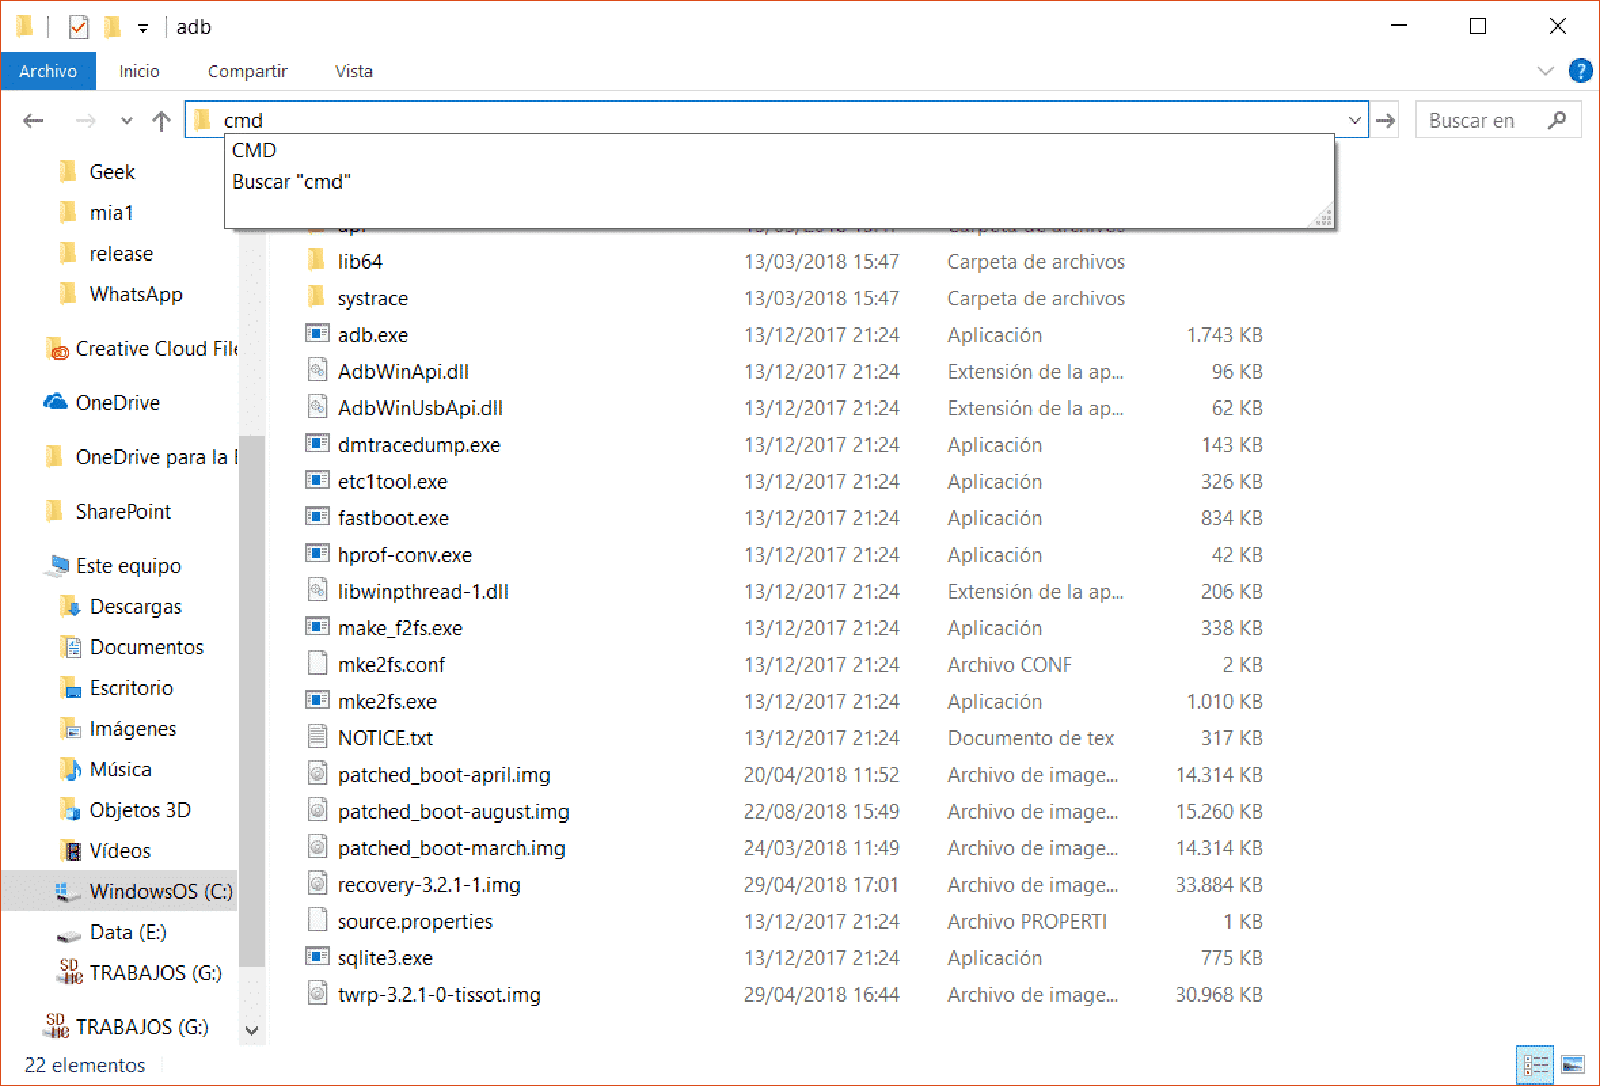 adb
Archivo Inicio Compartir Vista
cmd
Buscar en
CMD
Buscar "cmd"
Geek
mia1
release
WhatsApp
Creative Cloud File
OneDrive
OneDrive para la
SharePoint
Este equipo
Descargas
Documentos
Escritorio
Imágenes
Música
Objetos 3D
Vídeos
WindowsOS (C:)
Data (E:)
TRABAJOS (G:)
TRABAJOS (G:)
lib64 13/03/2018 15:47 Carpeta de archivos
systrace 13/03/2018 15:47 Carpeta de archivos
adb.exe 13/12/2017 21:24 Aplicación 1.743 KB
AdbWinApi.dll 13/12/2017 21:24 Extensión de la ap... 96 KB
AdbWinUsbApi.dll 13/12/2017 21:24 Extensión de la ap... 62 KB
dmtracedump.exe 13/12/2017 21:24 Aplicación 143 KB
etc1tool.exe 13/12/2017 21:24 Aplicación 326 KB
fastboot.exe 13/12/2017 21:24 Aplicación 834 KB
hprof-conv.exe 13/12/2017 21:24 Aplicación 42 KB
libwinpthread-1.dll 13/12/2017 21:24 Extensión de la ap... 206 KB
make_f2fs.exe 13/12/2017 21:24 Aplicación 338 KB
mke2fs.conf 13/12/2017 21:24 Archivo CONF 2 KB
mke2fs.exe 13/12/2017 21:24 Aplicación 1.010 KB
NOTICE.txt 13/12/2017 21:24 Documento de tex 317 KB
patched_boot-april.img 20/04/2018 11:52 Archivo de image... 14.314 KB
patched_boot-august.img 22/08/2018 15:49 Archivo de image... 15.260 KB
patched_boot-march.img 24/03/2018 11:49 Archivo de image... 14.314 KB
recovery-3.2.1-1.img 29/04/2018 17:01 Archivo de image... 33.884 KB
source.properties 13/12/2017 21:24 Archivo PROPERTI 1 KB
sqlite3.exe 13/12/2017 21:24 Aplicación 775 KB
twrp-3.2.1-0-tissot.img 29/04/2018 16:44 Archivo de image... 30.968 KB
22 elementos